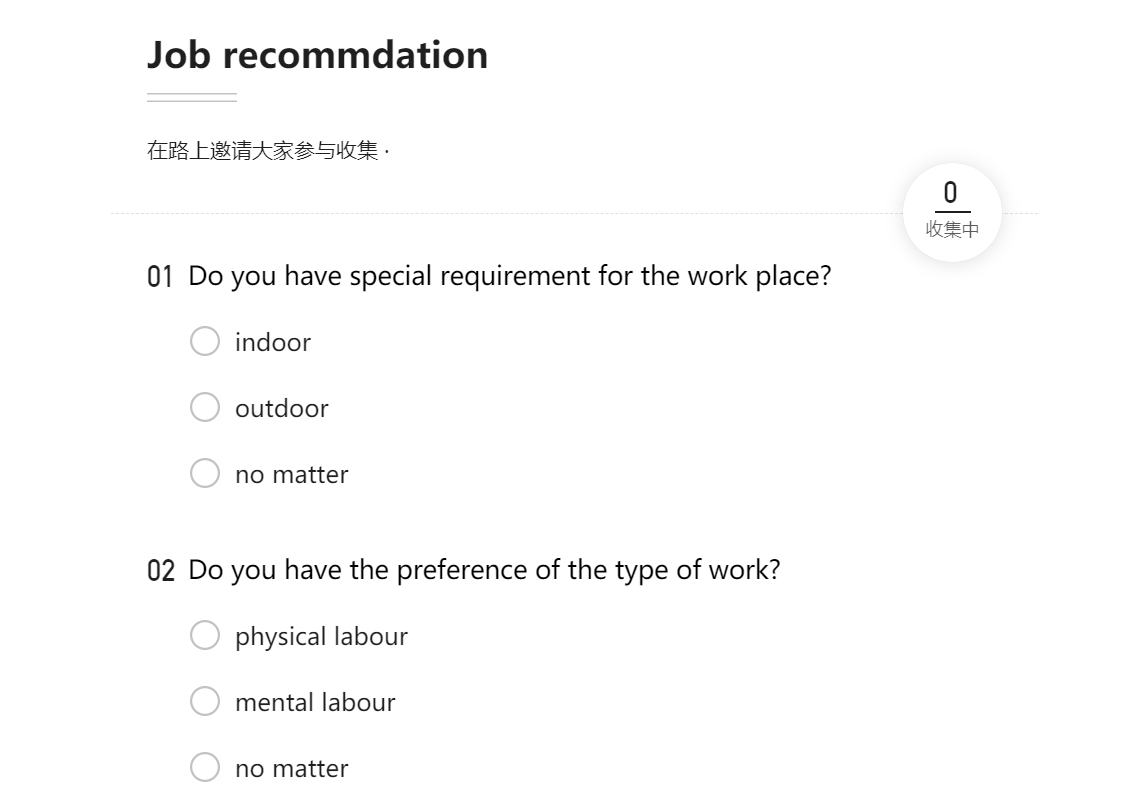 Job recommdation
在路上邀请大家参与收集 ·
0
收集中
01 Do you have special requirement for the work place?
indoor
outdoor
no matter
02 Do you have the preference of the type of work?
physical labour
mental labour
no matter